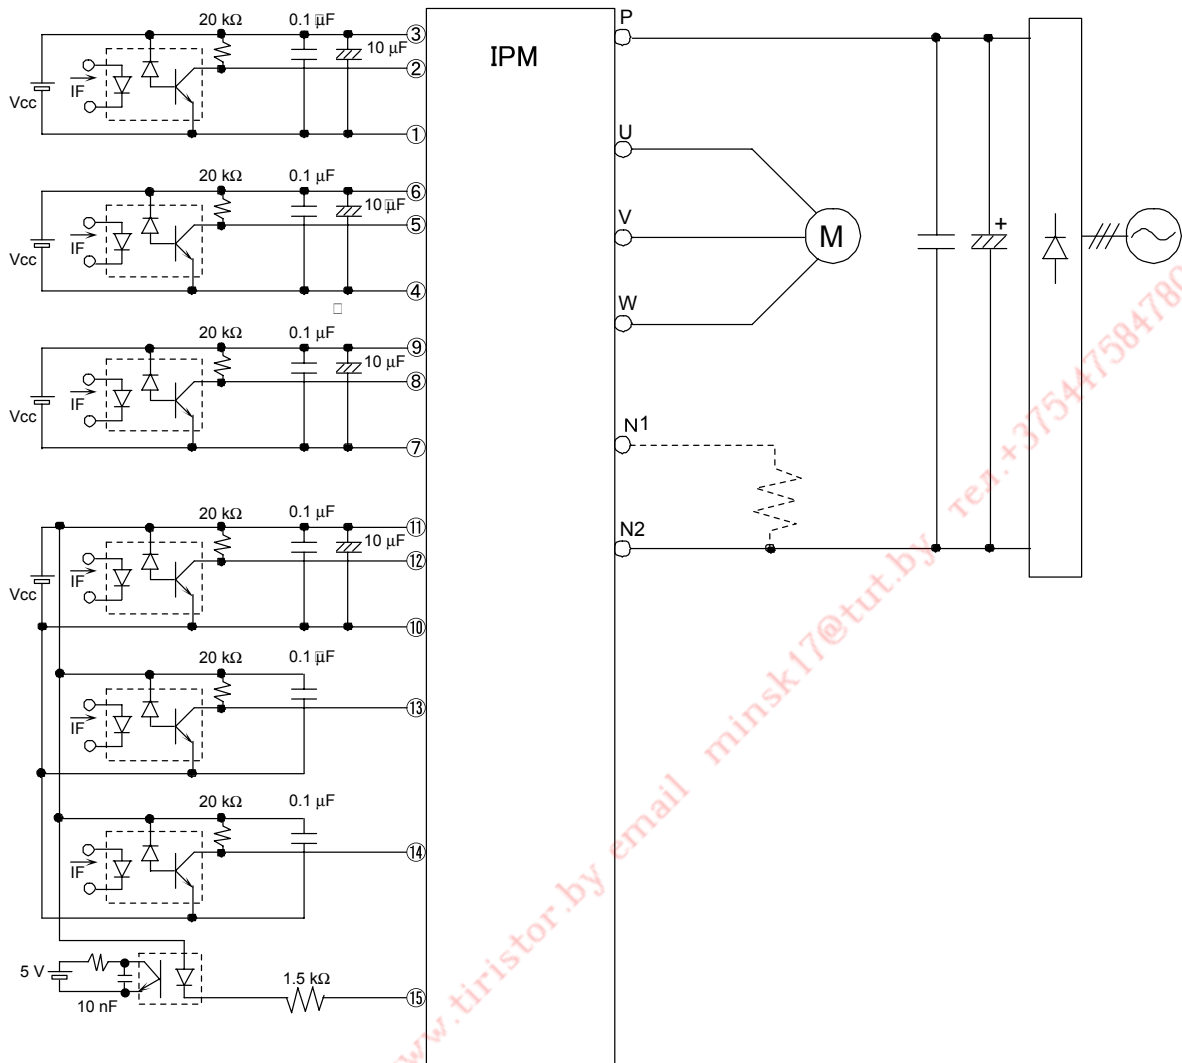 20 kΩ 0.1 µF
③
10 µF
②
IF
Vcc
①
20 kΩ 0.1 µF
⑥
10 µF
⑤
IF
Vcc
④
20 kΩ 0.1 µF
⑨
10 µF
⑧
IF
Vcc
⑦
20 kΩ 0.1 µF
⑪
10 µF
⑫
IF
Vcc
⑩
20 kΩ 0.1 µF
⑬
IF
20 kΩ 0.1 µF
⑭
IF
5 V
10 nF
1.5 kΩ
⑮
IPM
P
U
V
W
N1
N2
M
+
www.tiristor.by email minsk17@tut.by тел.+375447584780